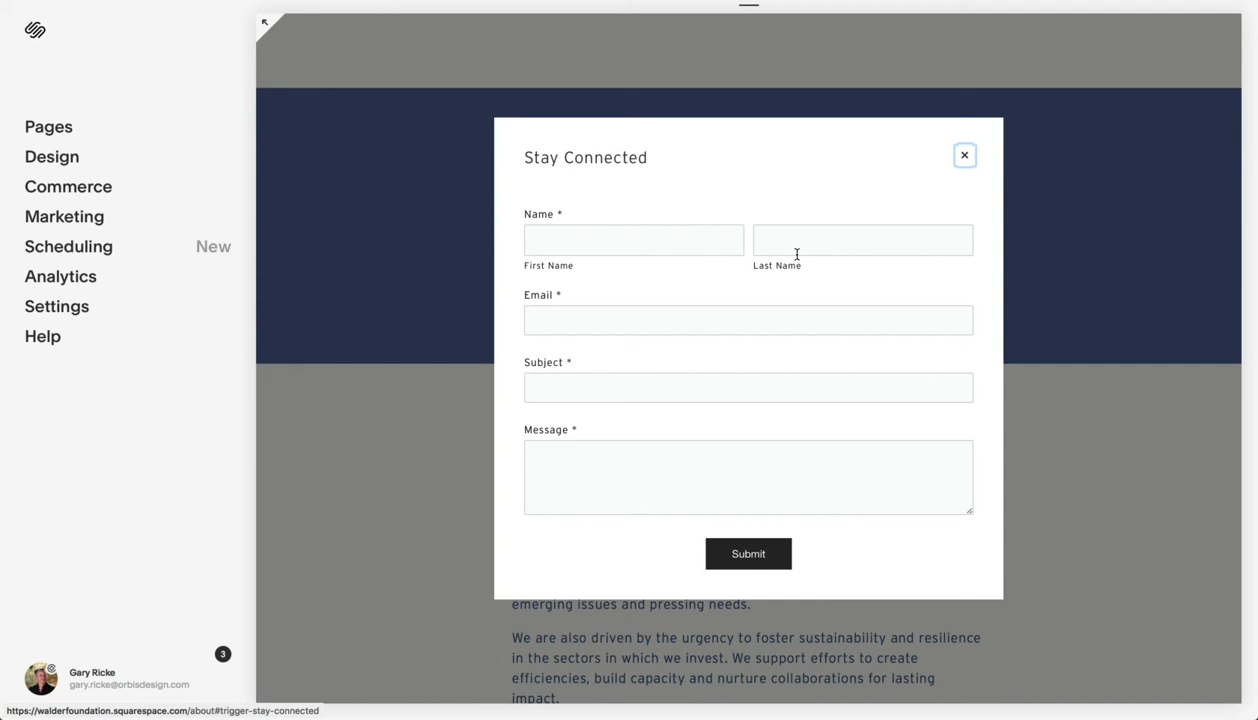 Pages
Design
Commerce
Marketing
Scheduling New
Analytics
Settings
Help
3
Gary Ricke
gary.ricke@orbisdesign.com
https://walderfoundation.squarespace.com/about#trigger-stay-connected
Stay Connected
×
Name *
First Name
Last Name
Email *
Subject *
Message *
Submit
emerging issues and pressing needs.
We are also driven by the urgency to foster sustainability and resilience
in the sectors in which we invest. We support efforts to create
efficiencies, build capacity and nurture collaborations for lasting
impact.